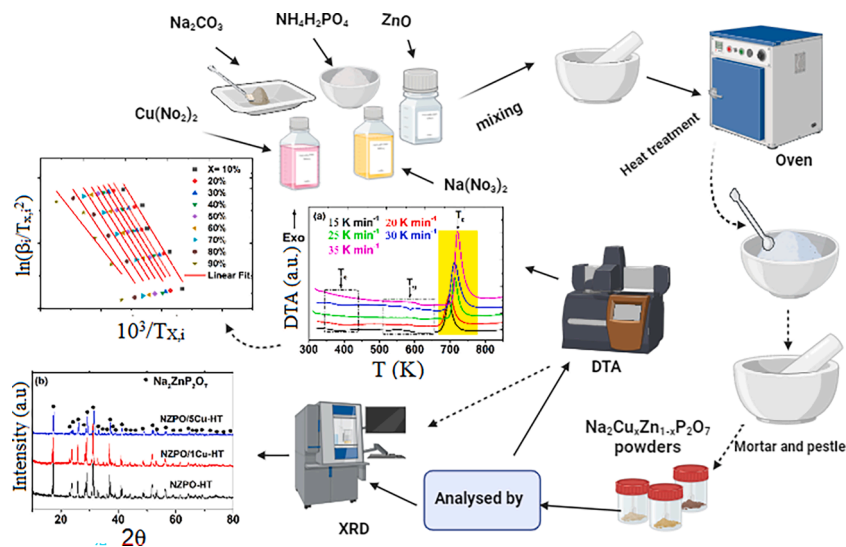 Na₂CO₃
NH₄H₂PO₄
ZnO
Cu(No₂)₂
mixing
Na(No₃)₂
Heat treatment
Oven
ln(βᵢ/Tx,i²)
X= 10%
20%
30%
40%
50%
60%
70%
80%
90%
Linear Fit
10³/TX,i
(a)
15 K min⁻¹ 20 K min⁻¹
25 K min⁻¹ 30 K min⁻¹
35 K min⁻¹
Exo
DTA (a.u.)
300 400 500 600 700 800
T (K)
DTA
Mortar and pestle
Na₂CuₓZn₁₋ₓP₂O₇
powders
Analysed by
XRD
(b)
Na₂ZnP₂O₇
NZPO/5Cu-HT
NZPO/1Cu-HT
NZPO-HT
Intensity (a.u)
20 30 40 50 60 70 80
2θ